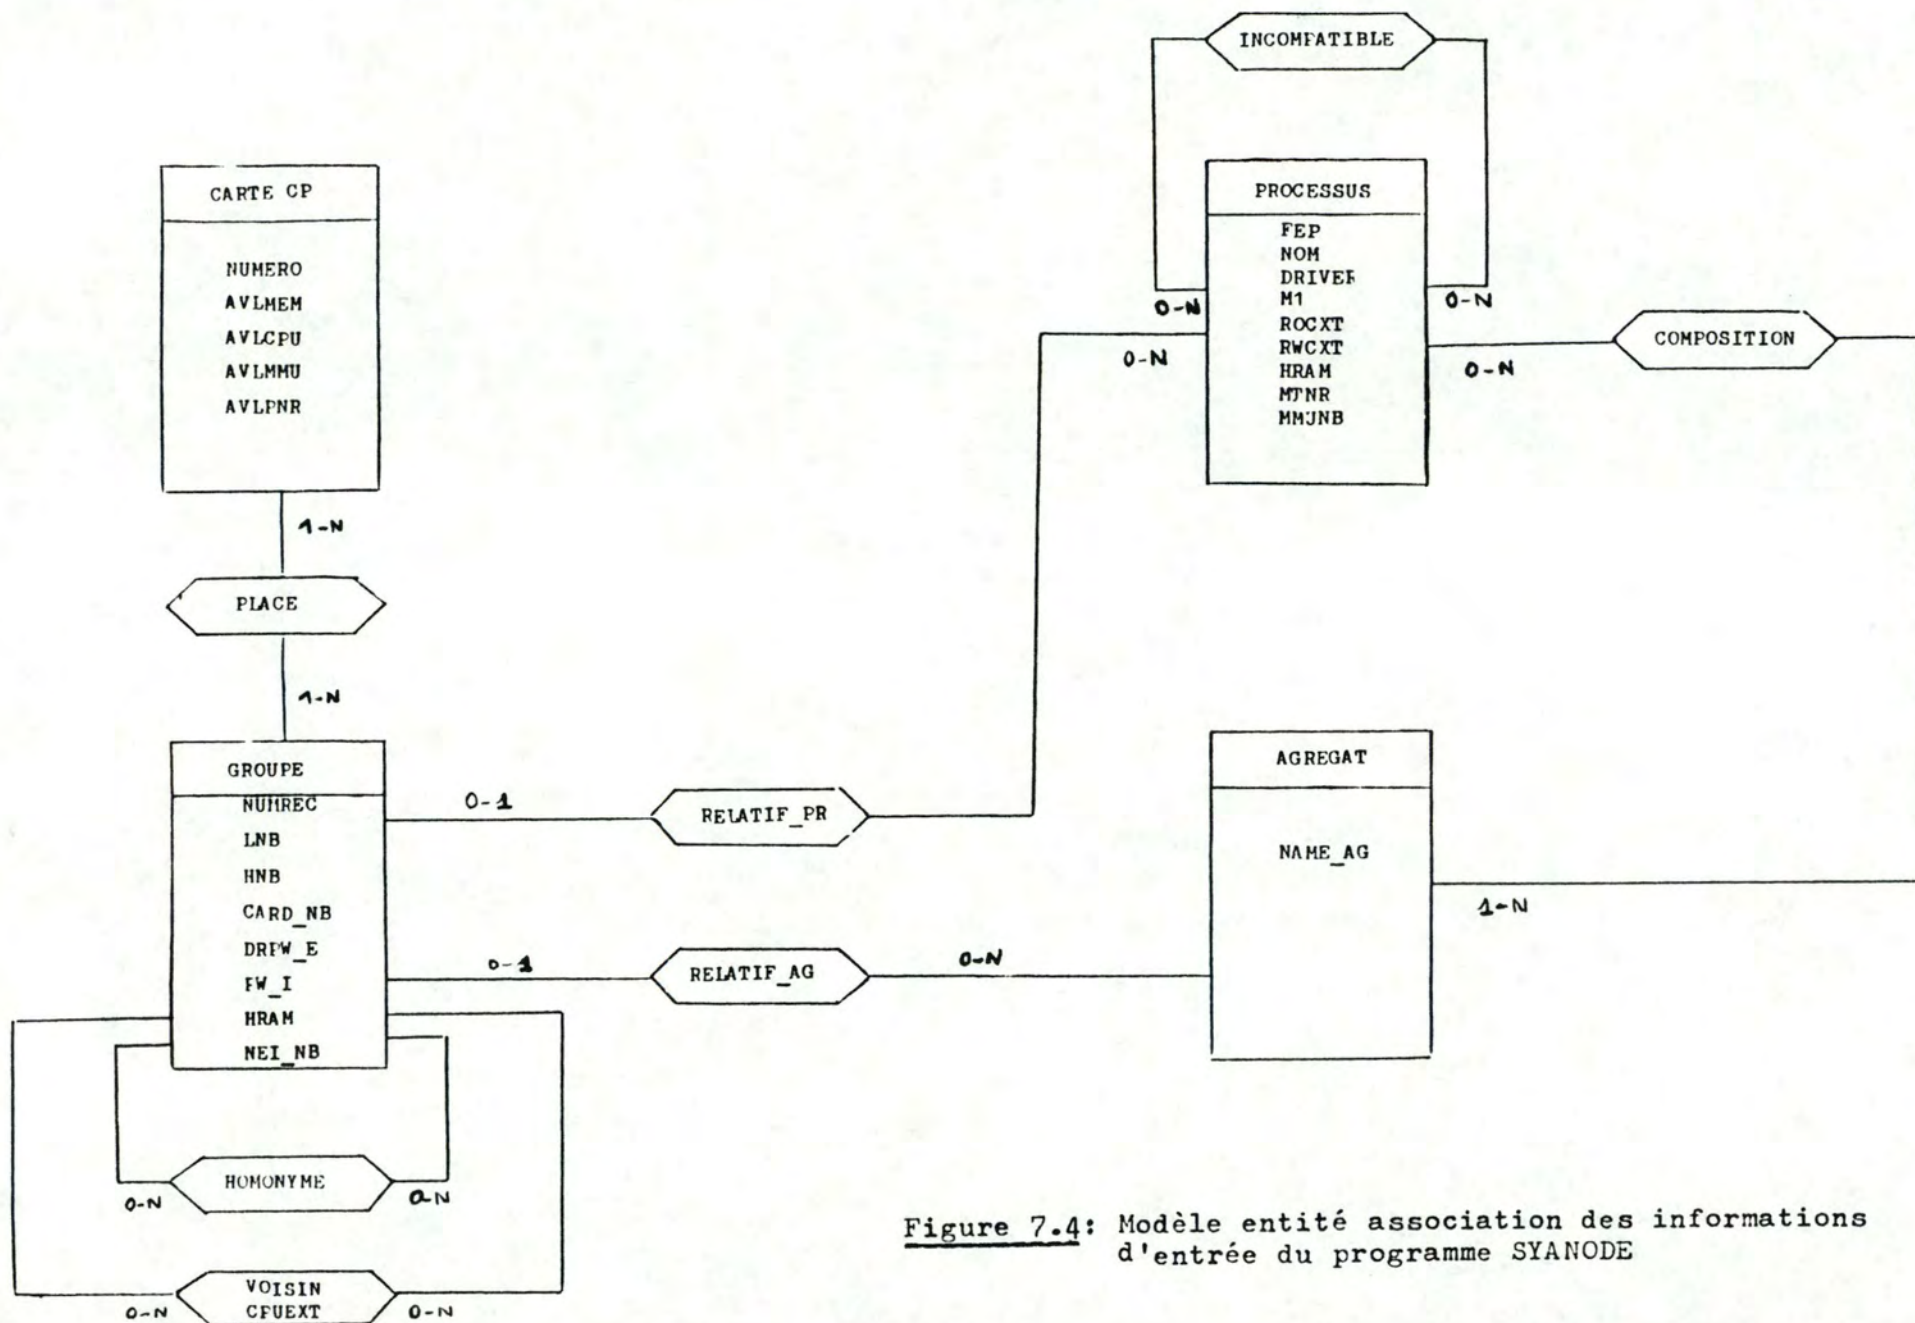 INCOMPATIBLE
CARTE CP
NUMERO
AVLMEM
AVLCPU
AVLMMU
AVLPNR
PROCESSUS
FEP
NOM
DRIVER
M1
ROCXT
RWCXT
HRAM
MTNR
MMJNB
0-N
0-N
0-N
0-N
COMPOSITION
1-N
PLACE
1-N
GROUPE
NUMREC
LNB
HNB
CARD_NB
DRPW_E
PW_I
HRAM
NEI_NB
0-1
RELATIF_PR
0-1
RELATIF_AG
0-N
AGREGAT
NAME_AG
1-N
0-N
HOMONYME
0-N
0-N
VOISIN
CPUEXT
0-N
Figure 7.4: Modèle entité association des informations
d'entrée du programme SYANODE